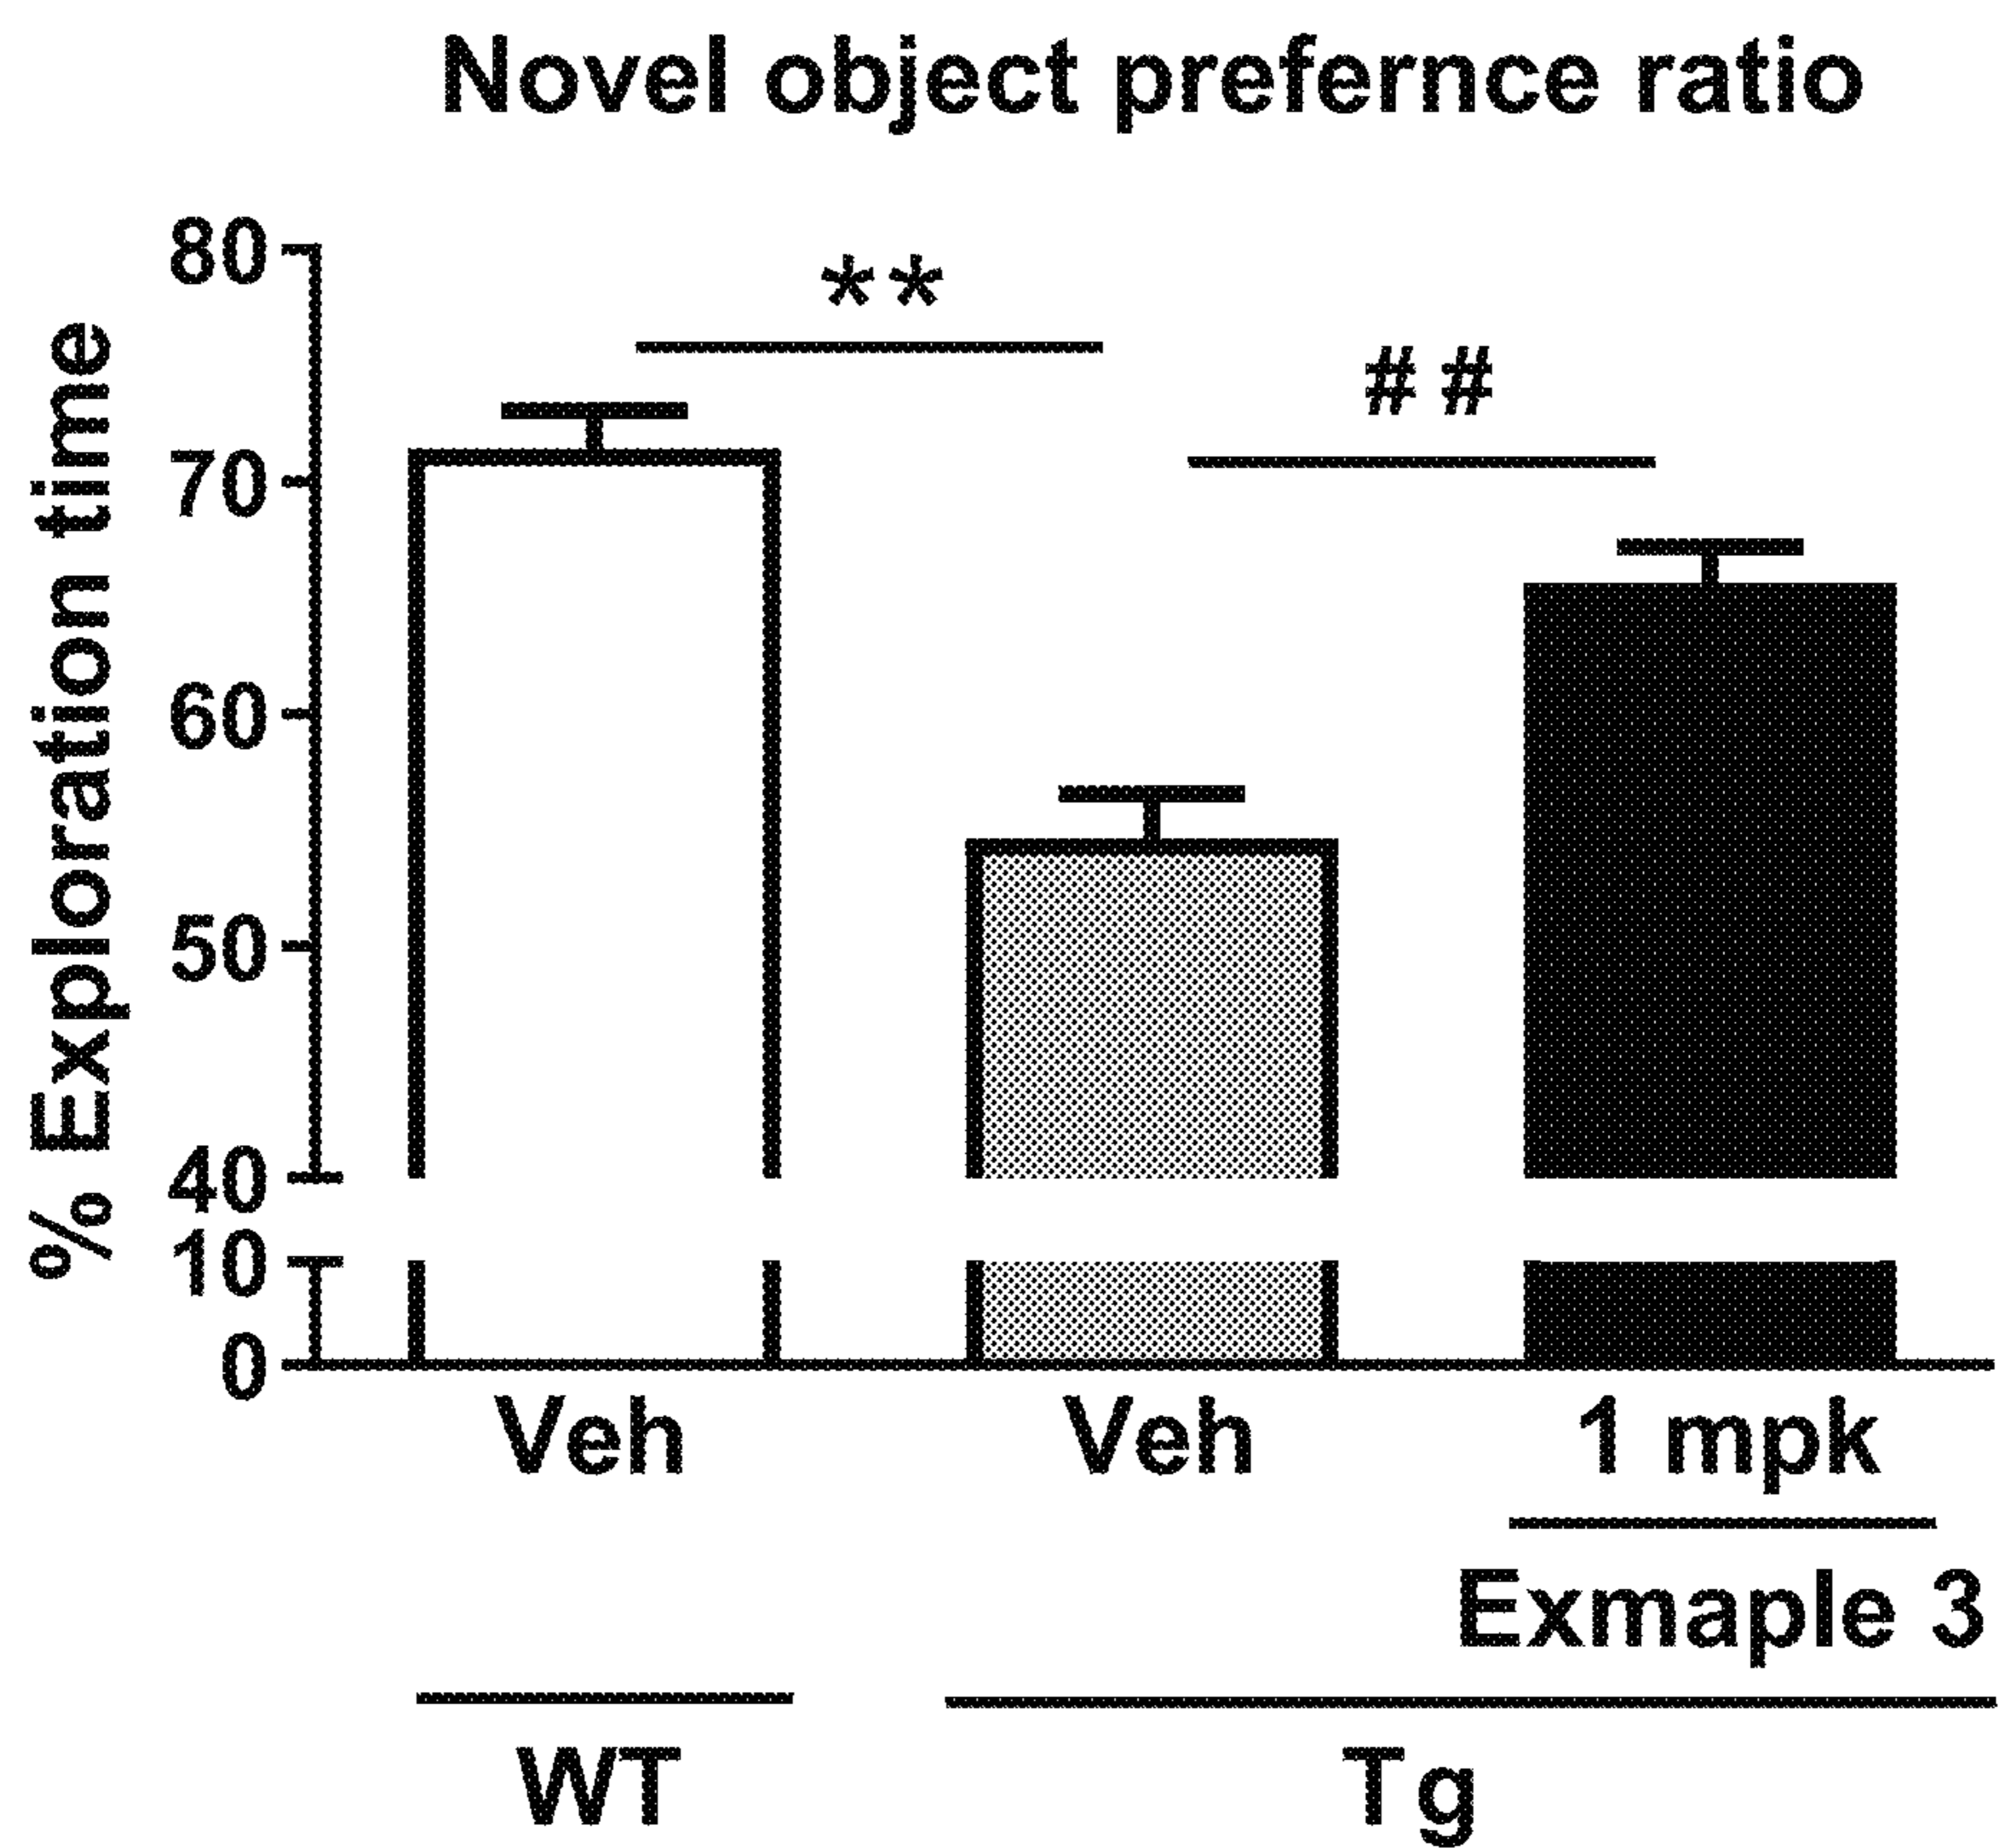 Novel object prefernce ratio
% Exploration time
80
**
##
70
60
50
40
10
0
Veh Veh 1 mpk
Exmaple 3
WT Tg